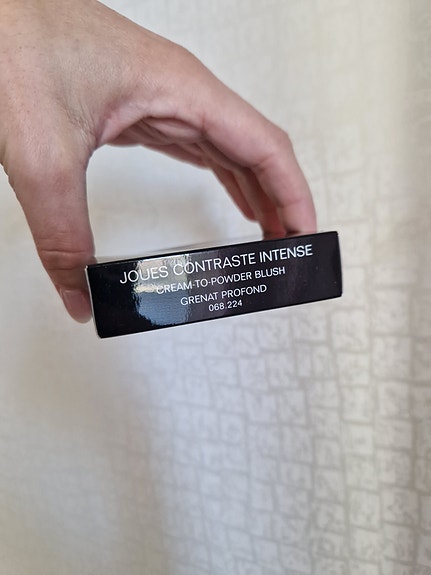 JOUES CONTRASTE INTENSE
CREAM-TO-POWDER BLUSH
GRENAT PROFOND
068.224